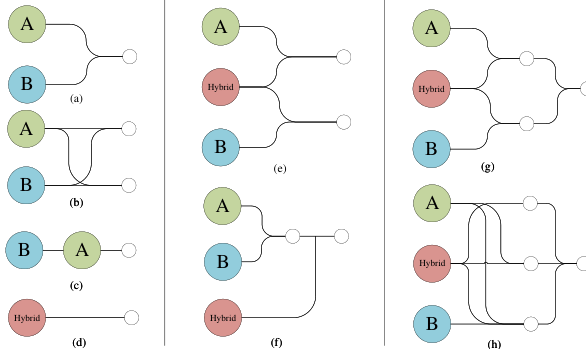 A
B
(a)
A
B
(b)
B A
(c)
Hybrid
(d)
A
Hybrid
B
(e)
A
B
Hybrid
(f)
A
Hybrid
B
(g)
A
Hybrid
B
(h)